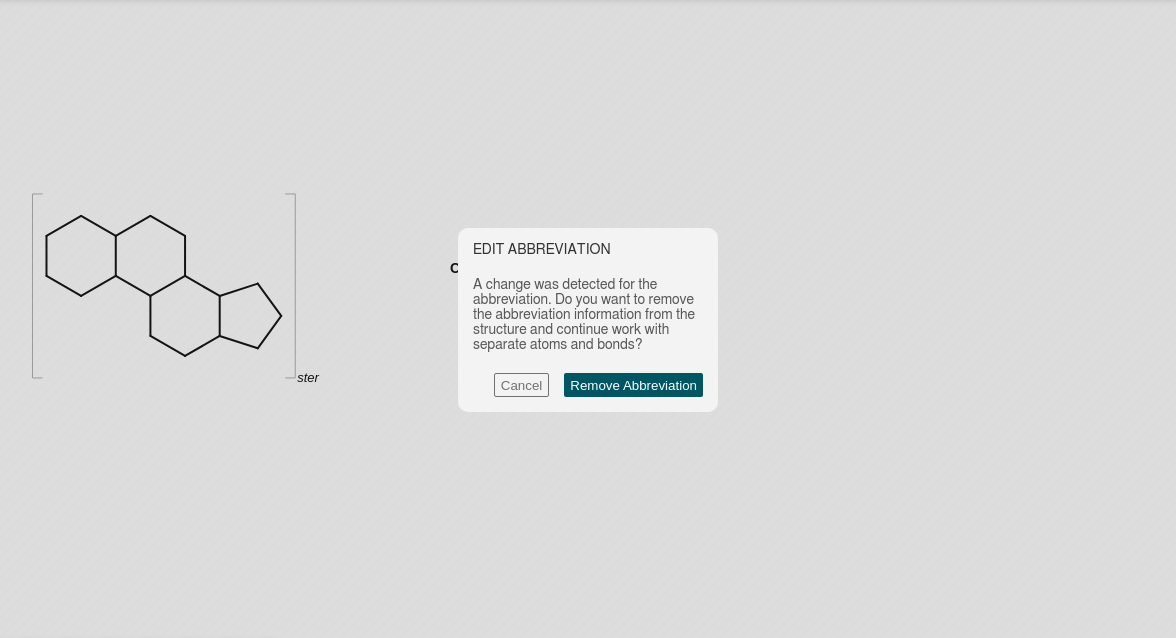 EDIT ABBREVIATION
A change was detected for the
abbreviation. Do you want to remove
the abbreviation information from the
structure and continue work with
separate atoms and bonds?
Cancel
Remove Abbreviation
ster